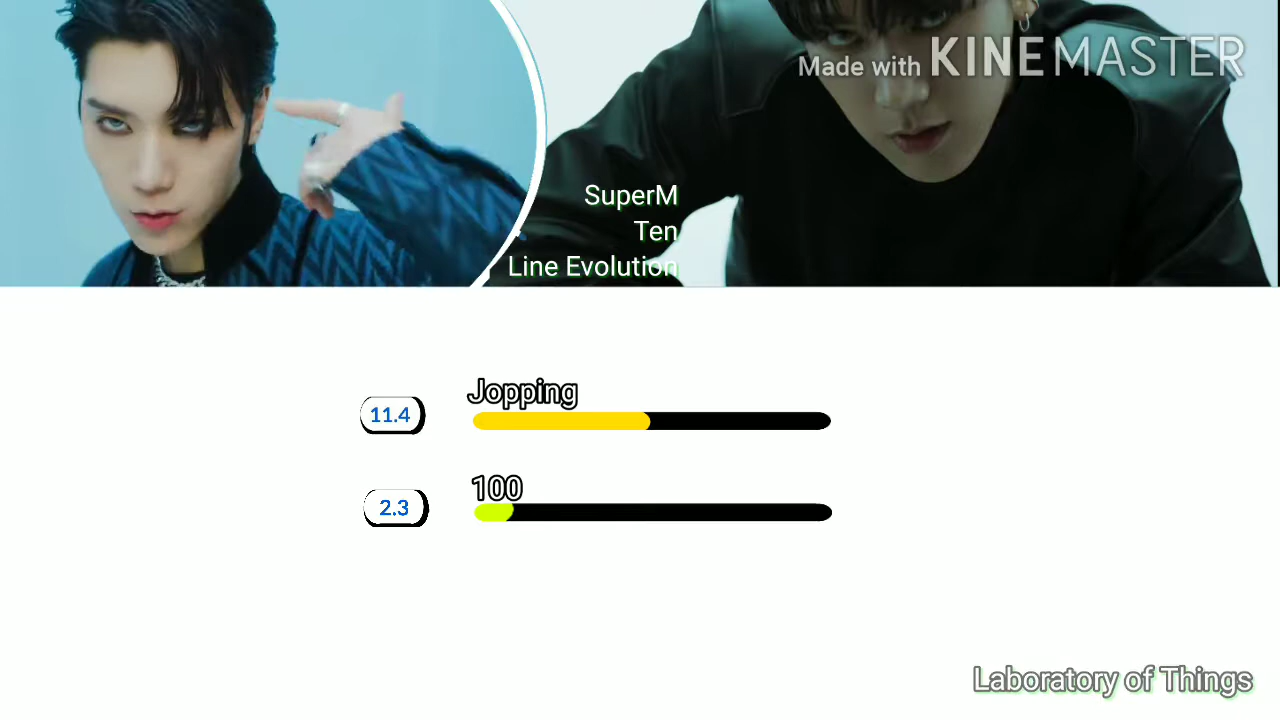 Made with KINEMASTER
SuperM
Ten
Line Evolution
Jopping
11.4
100
2.3
Laboratory of Things